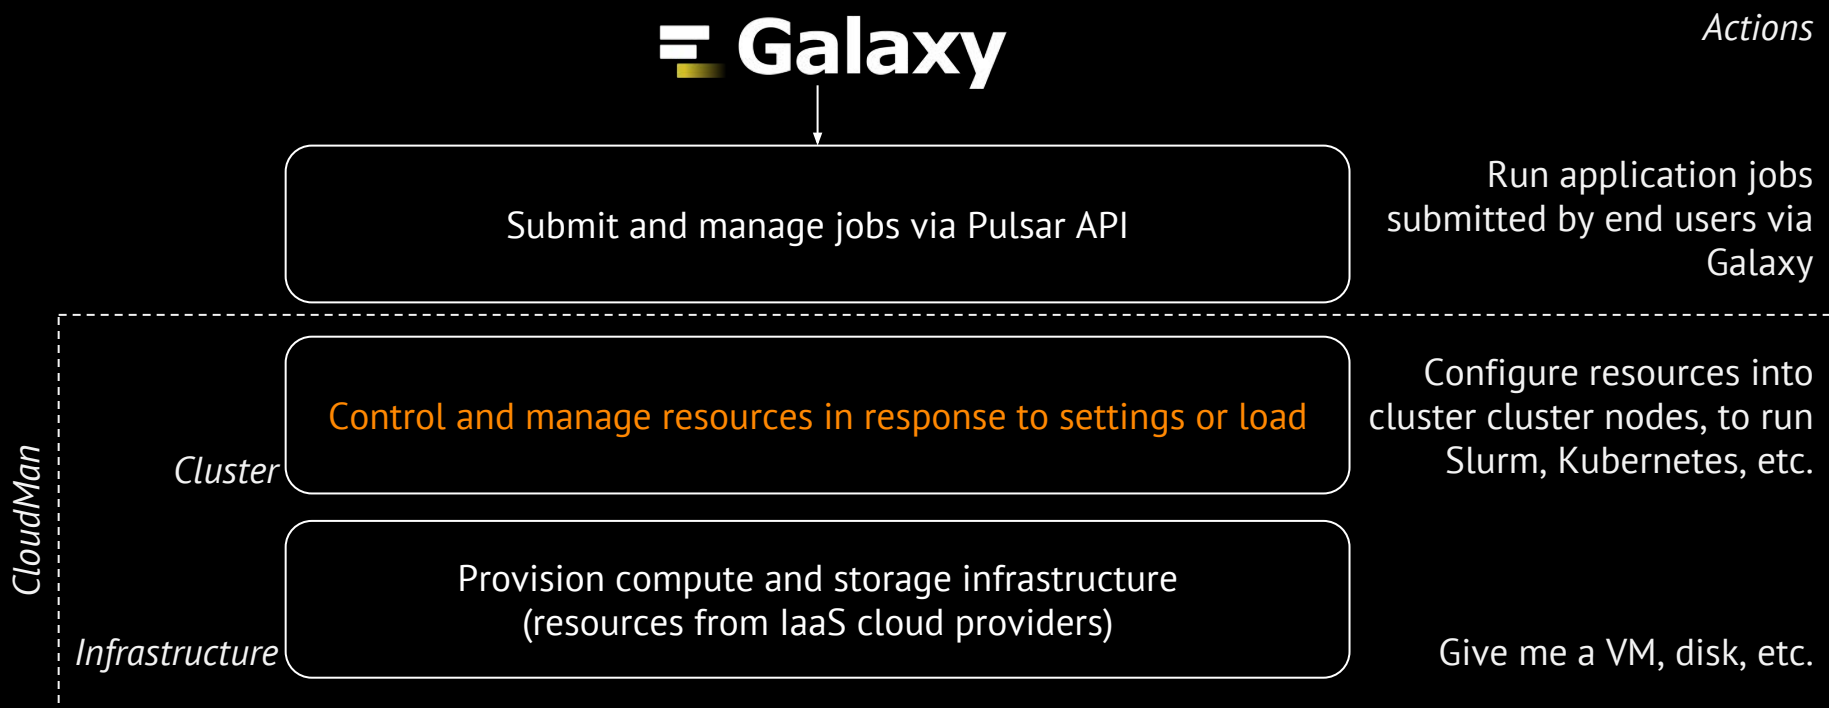 Galaxy
Actions
Submit and manage jobs via Pulsar API
Run application jobs
submitted by end users via
Galaxy
CloudMan
Cluster
Control and manage resources in response to settings or load
Configure resources into
cluster cluster nodes, to run
Slurm, Kubernetes, etc.
Infrastructure
Provision compute and storage infrastructure
(resources from IaaS cloud providers)
Give me a VM, disk, etc.